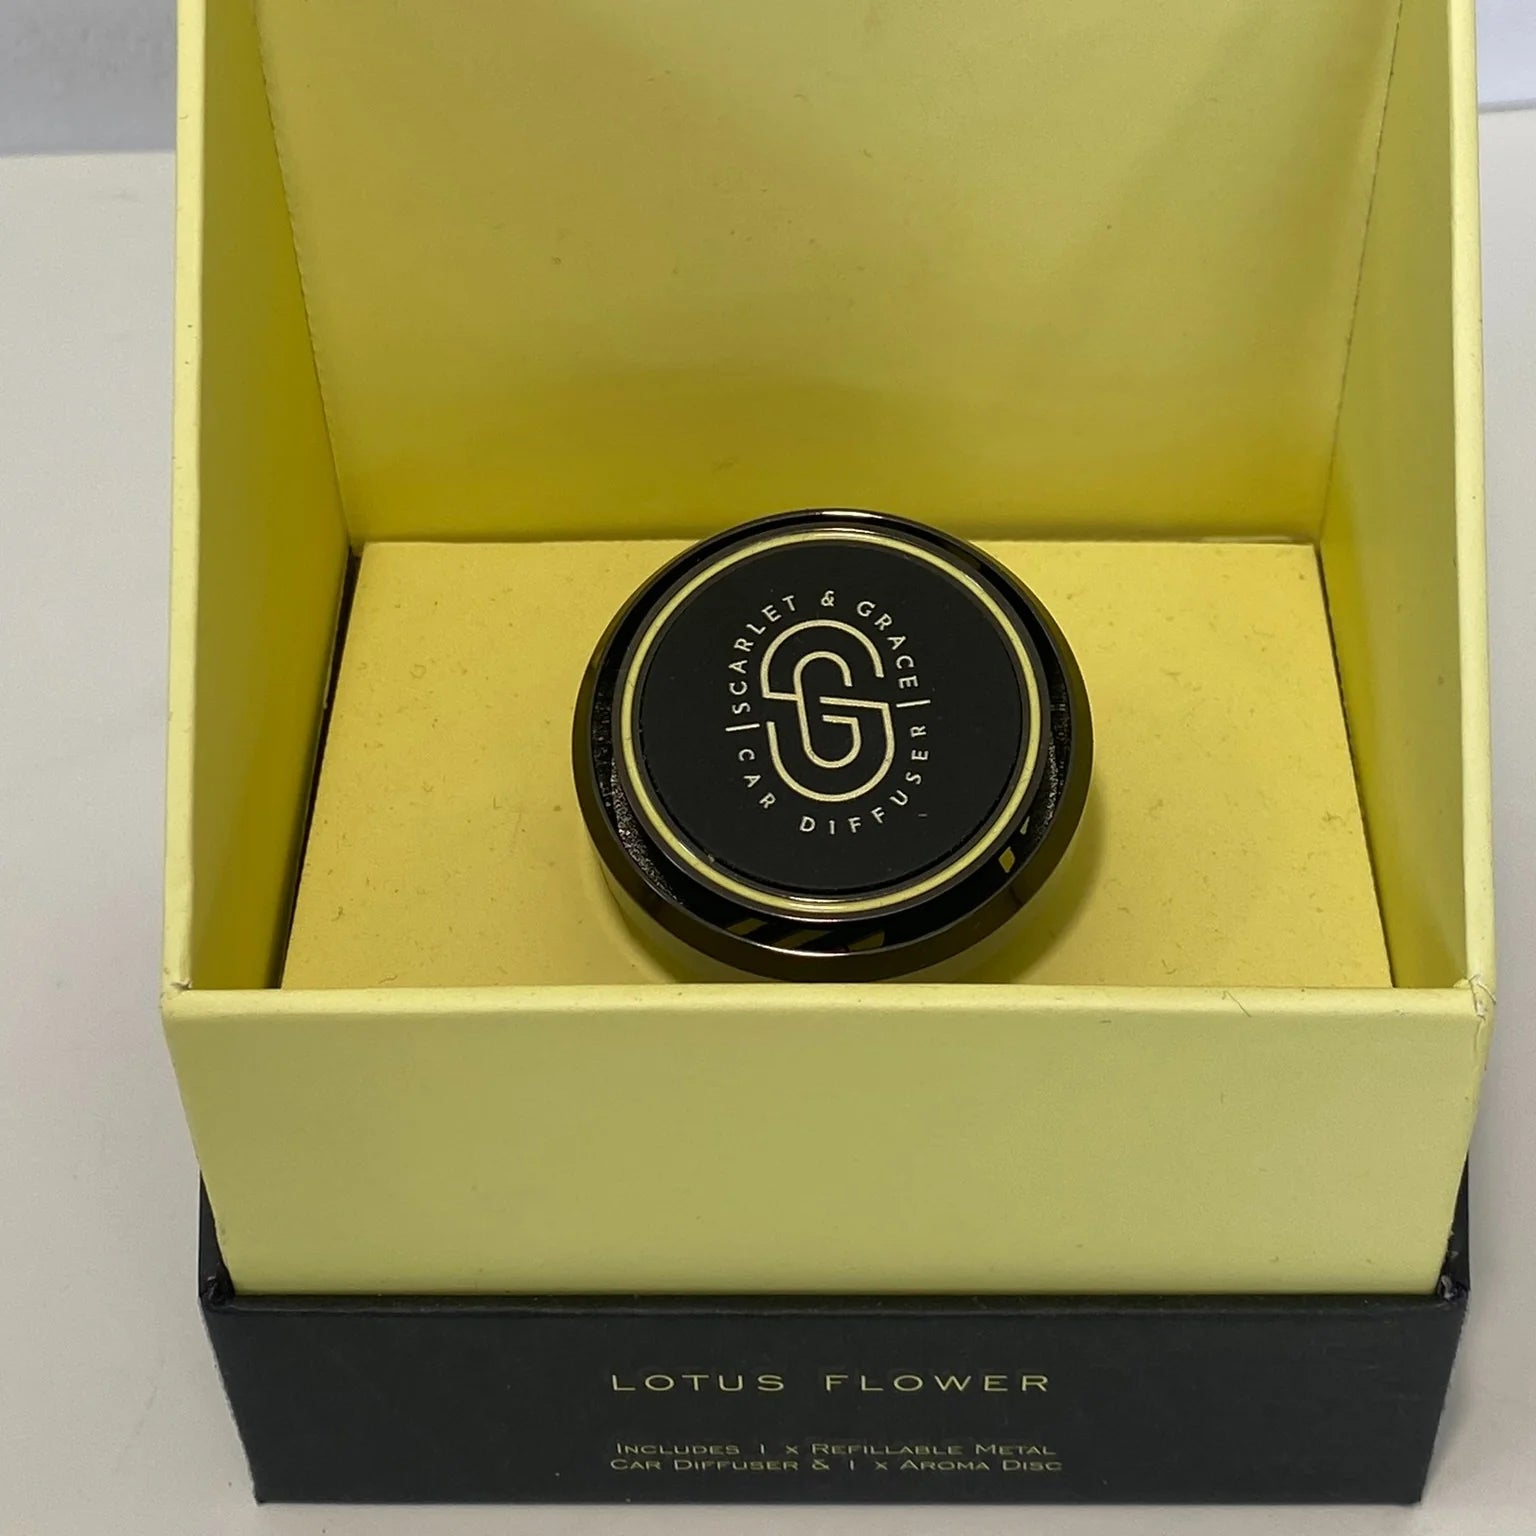 SCARLET & GRACE
SG
CAR DIFFUSER
LOTUS FLOWER
INCLUDES 1 x REFILLABLE METAL
CAR DIFFUSER & 1 x AROMA DISC